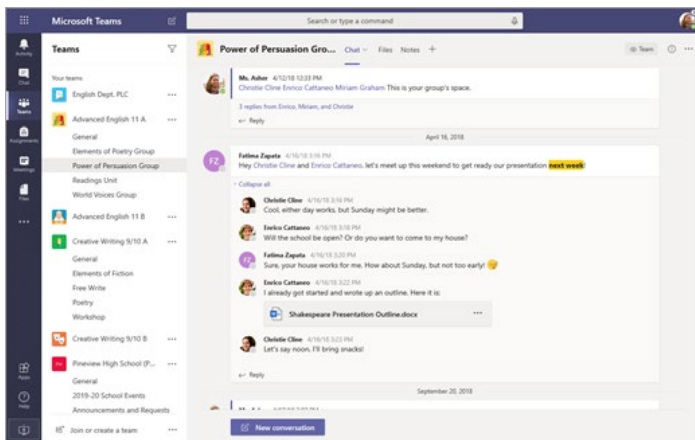 Microsoft Teams
Search or type a command
Activity
Chat
Teams
Assignments
Meetings
Files
Apps
Help
Teams
Your teams
English Dept. PLC
Advanced English 11 A
General
Elements of Poetry Group
Power of Persuasion Group
Readings Unit
World Voices Group
Advanced English 11 B
Creative Writing 9/10 A
General
Elements of Fiction
Free Write
Poetry
Workshop
Creative Writing 9/10 B
Pineview High School (P...
General
2019-20 School Events
Announcements and Requests
Join or create a team
Power of Persuasion Gro... Chat Files Notes +
Team
Ms. Asher 4/12/18 12:33 PM
Christie Cline Enrico Cattaneo Miriam Graham This is your group's space.
3 replies from Enrico, Miriam, and Christie
Reply
April 16, 2018
FZ
Fatima Zapata 4/16/18 3:16 PM
Hey Christie Cline and Enrico Cattaneo. let's meet up this weekend to get ready our presentation next week!
Collapse all
Christie Cline 4/16/18 3:16 PM
Cool, either day works, but Sunday might be better.
Enrico Cattaneo 4/16/18 3:18 PM
Will the school be open? Or do you want to come to my house?
FZ
Fatima Zapata 4/16/18 3:20 PM
Sure, your house works for me. How about Sunday, but not too early!
Enrico Cattaneo 4/16/18 3:22 PM
I already got started and wrote up an outline. Here it is:
Shakespeare Presentation Outline.docx
Christie Cline 4/16/18 3:23 PM
Let's say noon. I'll bring snacks!
Reply
September 20, 2018
New conversation